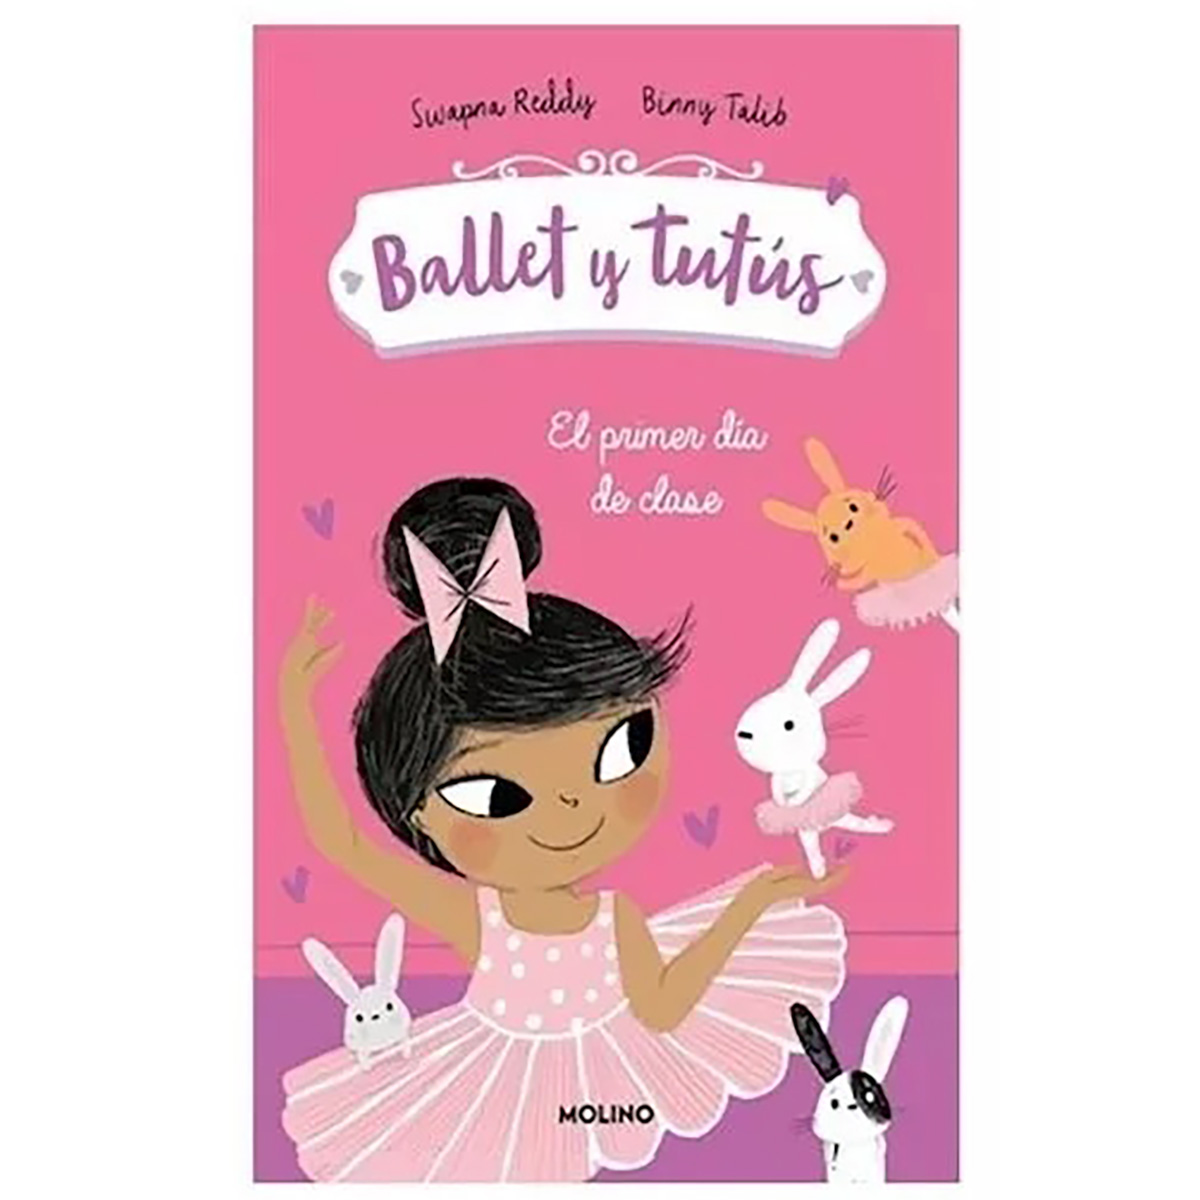 Swapna Reddy Binny Talib
Ballet y tutús
El primer día
de clase
MOLINO